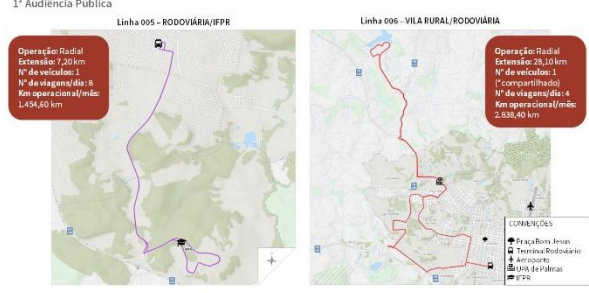 1ª Audiência Pública
Linha 005 – RODOVIÁRIA/IFPR
Operação: Radial
Extensão: 7,20 km
Nº de veículos: 1
Nº de viagens/dia: 8
Km operacional/mês:
1.454,60 km
Linha 006 – VILA RURAL/RODOVIÁRIA
Operação: Radial
Extensão: 28,10 km
Nº de veículos: 1
(*compartilhado)
Nº de viagens/dia: 4
Km operacional/mês:
2.838,40 km
CONVENÇÕES
Praça Bom Jesus
Terminal Rodoviário
Aeroporto
UPA de Palmas
IFPR